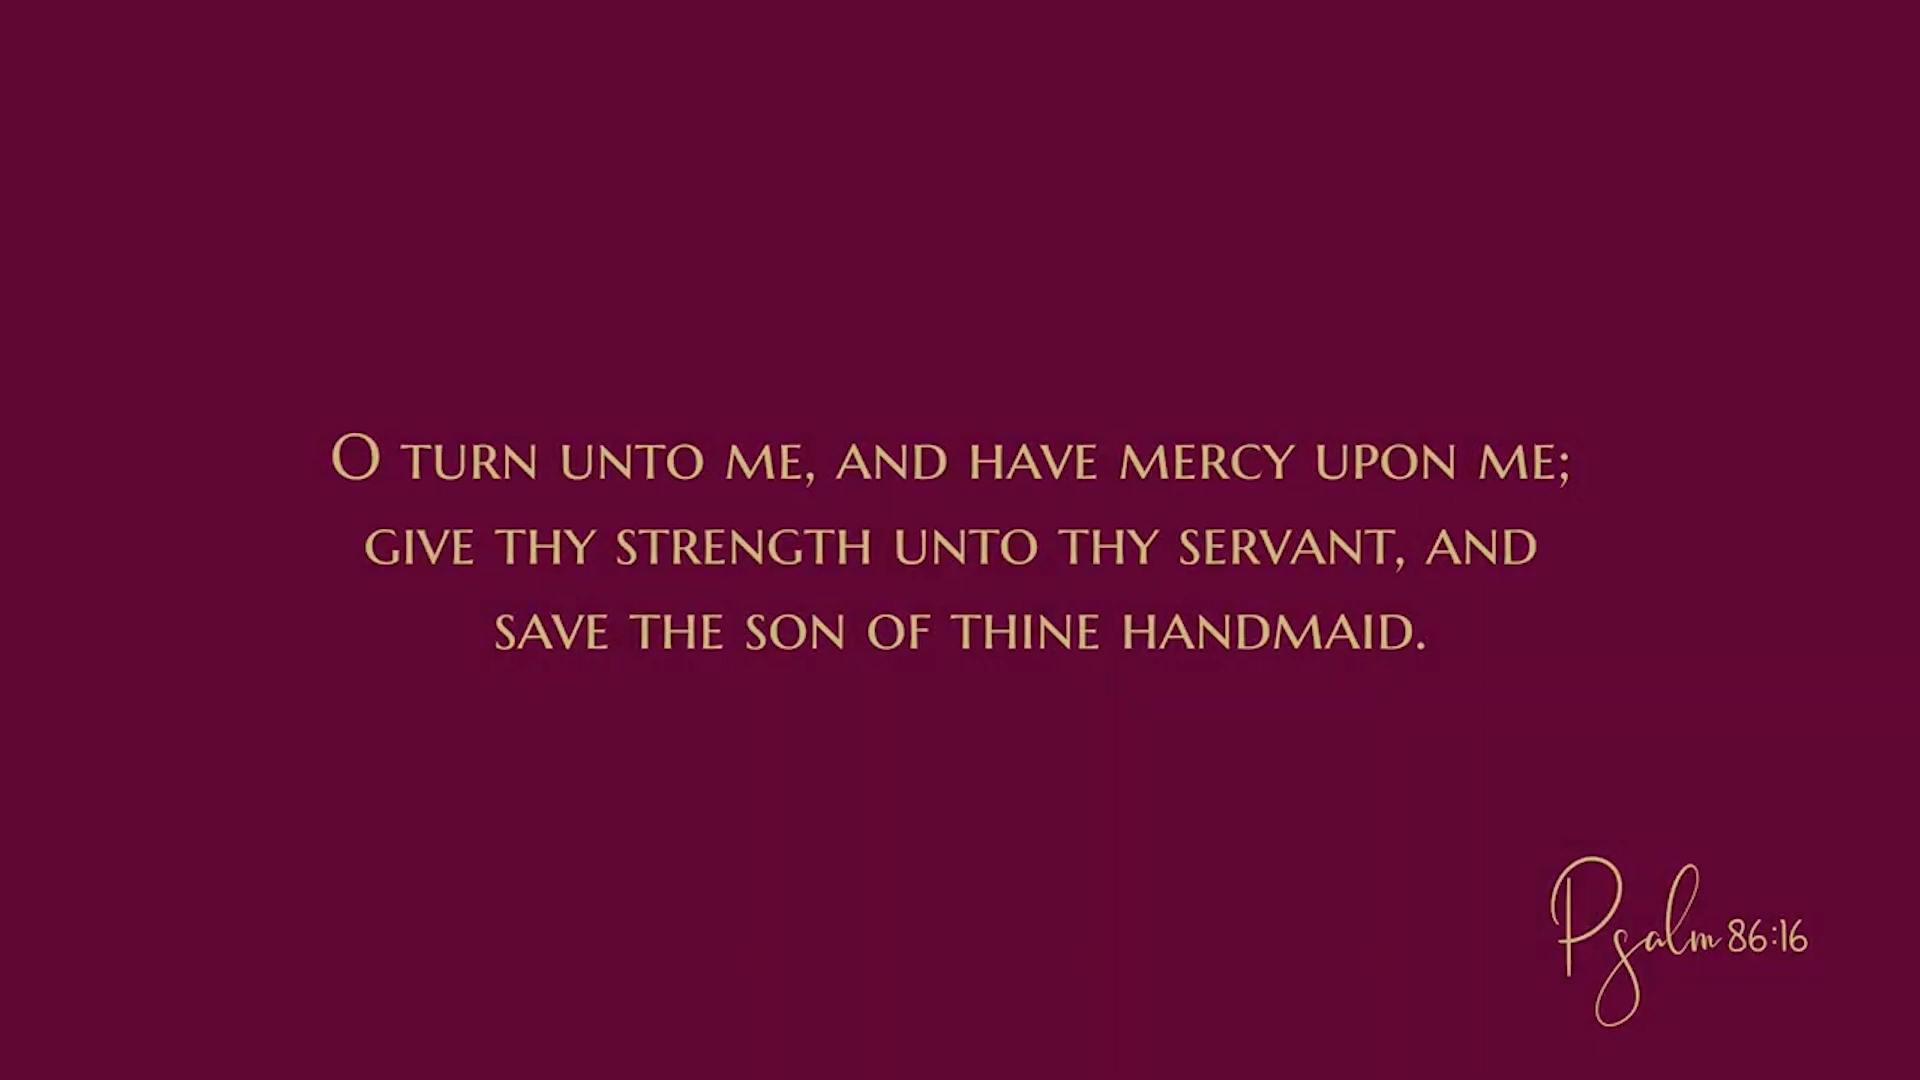 O TURN UNTO ME, AND HAVE MERCY UPON ME;
GIVE THY STRENGTH UNTO THY SERVANT, AND
SAVE THE SON OF THINE HANDMAID.
Psalm 86:16